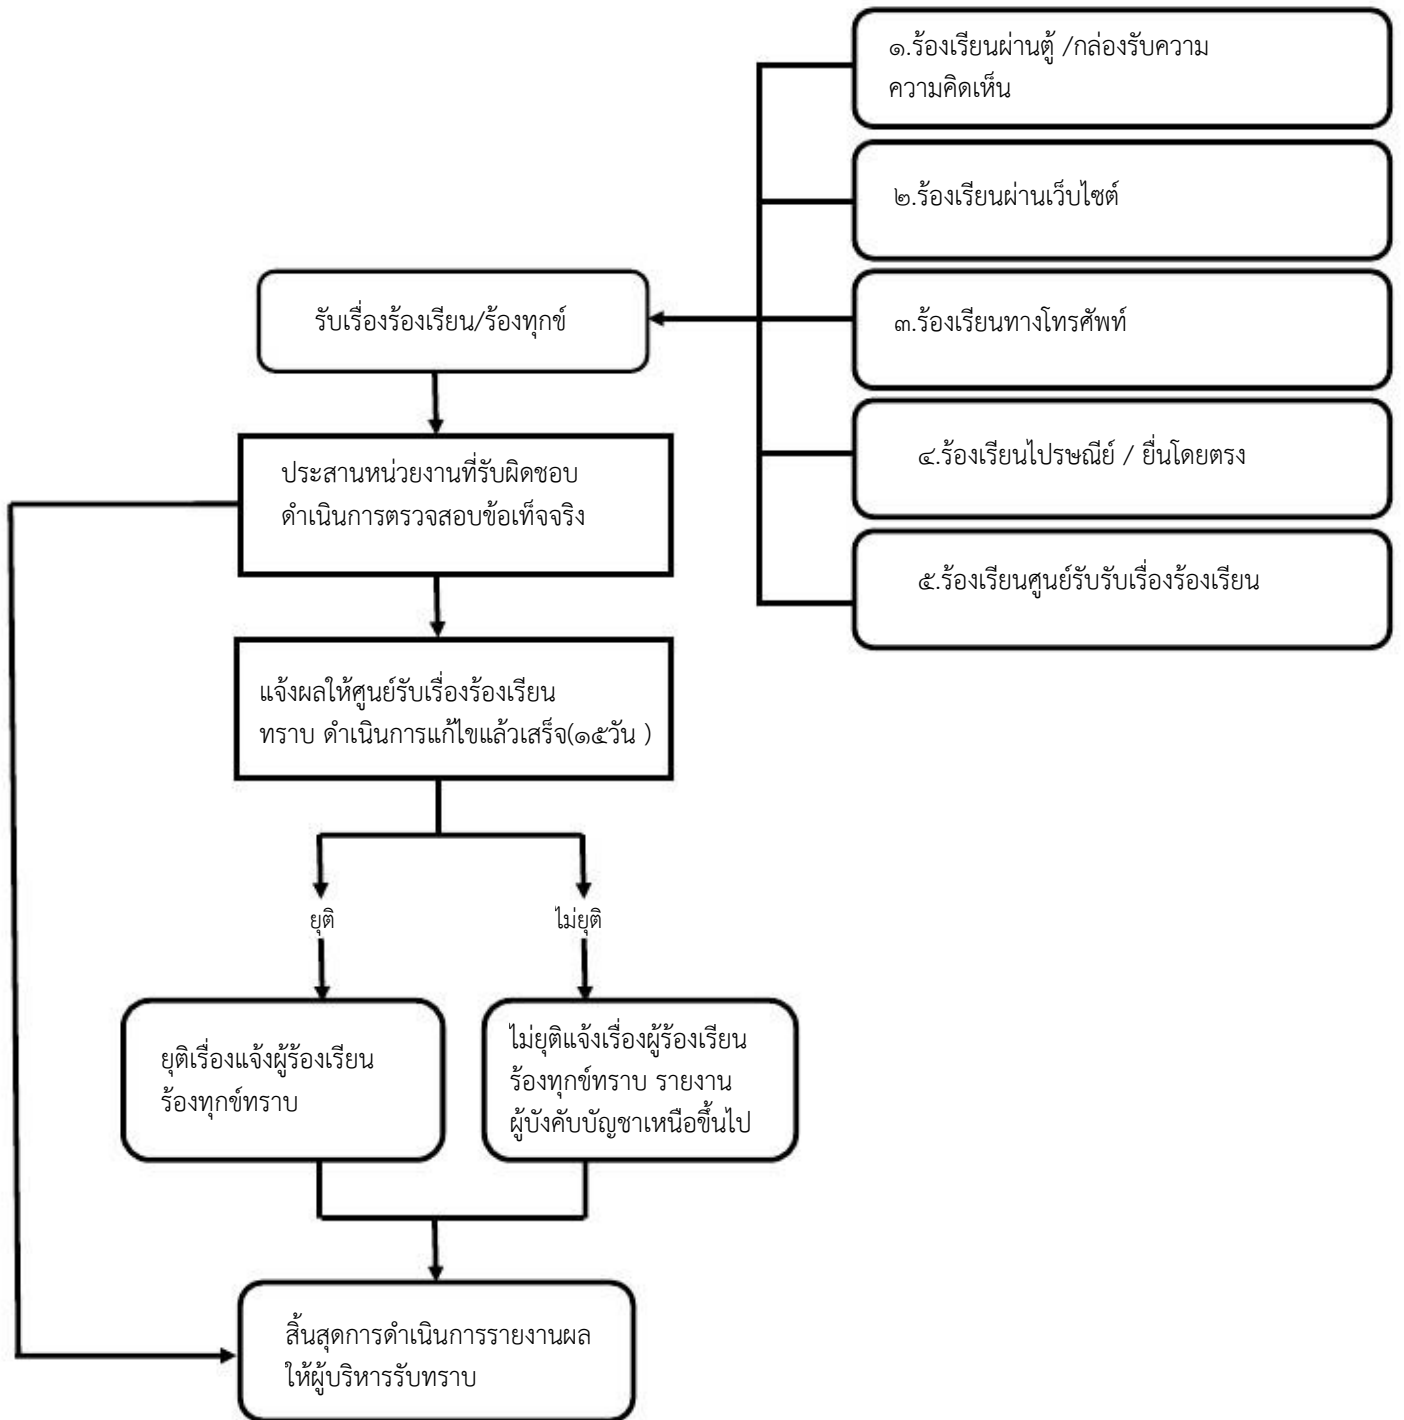 ๑.ร้องเรียนผ่านตู้ /กล่องรับความ
ความคิดเห็น
๒.ร้องเรียนผ่านเว็บไซต์
รับเรื่องร้องเรียน/ร้องทุกข์
๓.ร้องเรียนทางโทรศัพท์
๔.ร้องเรียนไปรษณีย์ / ยื่นโดยตรง
ประสานหน่วยงานที่รับผิดชอบ
ดำเนินการตรวจสอบข้อเท็จจริง
๕.ร้องเรียนศูนย์รับรับเรื่องร้องเรียน
แจ้งผลให้ศูนย์รับเรื่องร้องเรียน
ทราบ ดำเนินการแก้ไขแล้วเสร็จ(๑๕วัน )
ยุติ
ไม่ยุติ
ยุติเรื่องแจ้งผู้ร้องเรียน
ร้องทุกข์ทราบ
ไม่ยุติแจ้งเรื่องผู้ร้องเรียน
ร้องทุกข์ทราบ รายงาน
ผู้บังคับบัญชาเหนือขึ้นไป
สิ้นสุดการดำเนินการรายงานผล
ให้ผู้บริหารรับทราบ